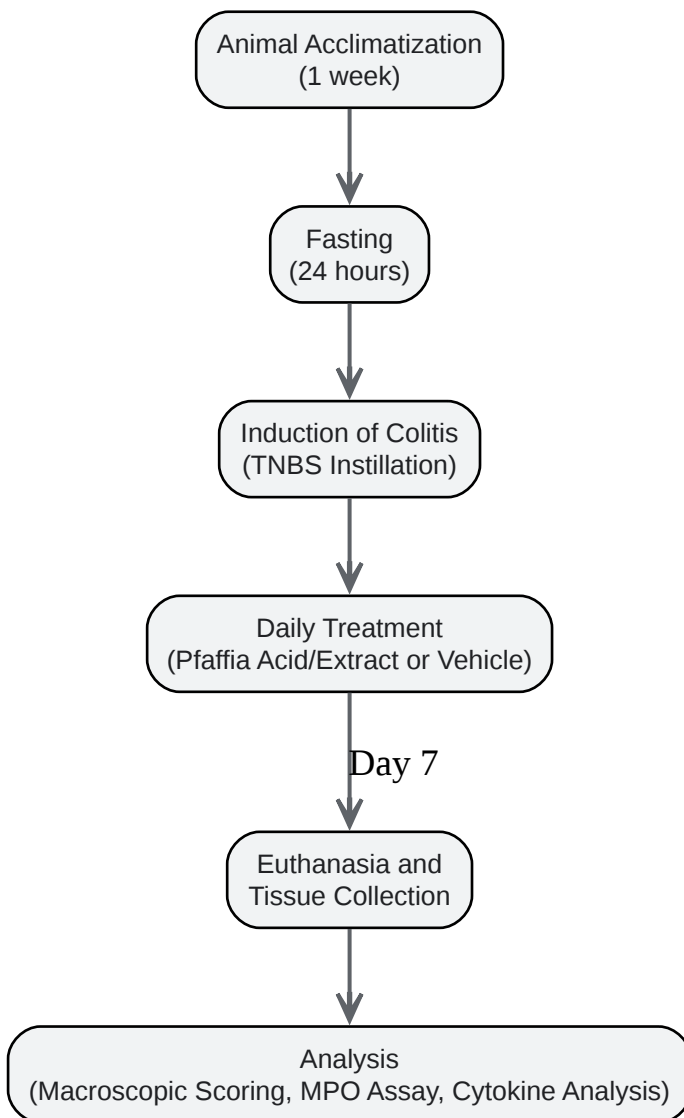 Animal Acclimatization
(1 week)
Fasting
(24 hours)
Induction of Colitis
(TNBS Instillation)
Daily Treatment
(Pfaffia Acid/Extract or Vehicle)
Day 7
Euthanasia and
Tissue Collection
Analysis
(Macroscopic Scoring, MPO Assay, Cytokine Analysis)